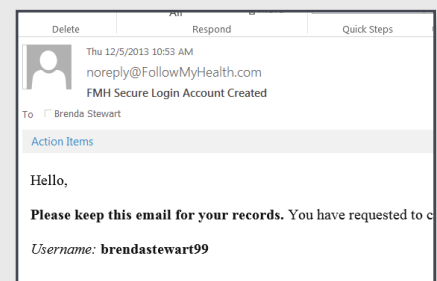 All
Delete Respond Quick Steps
Thu 12/5/2013 10:53 AM
noreply@FollowMyHealth.com
FMH Secure Login Account Created
To Brenda Stewart
Action Items
Hello,
Please keep this email for your records. You have requested to c
Username: brendastewart99